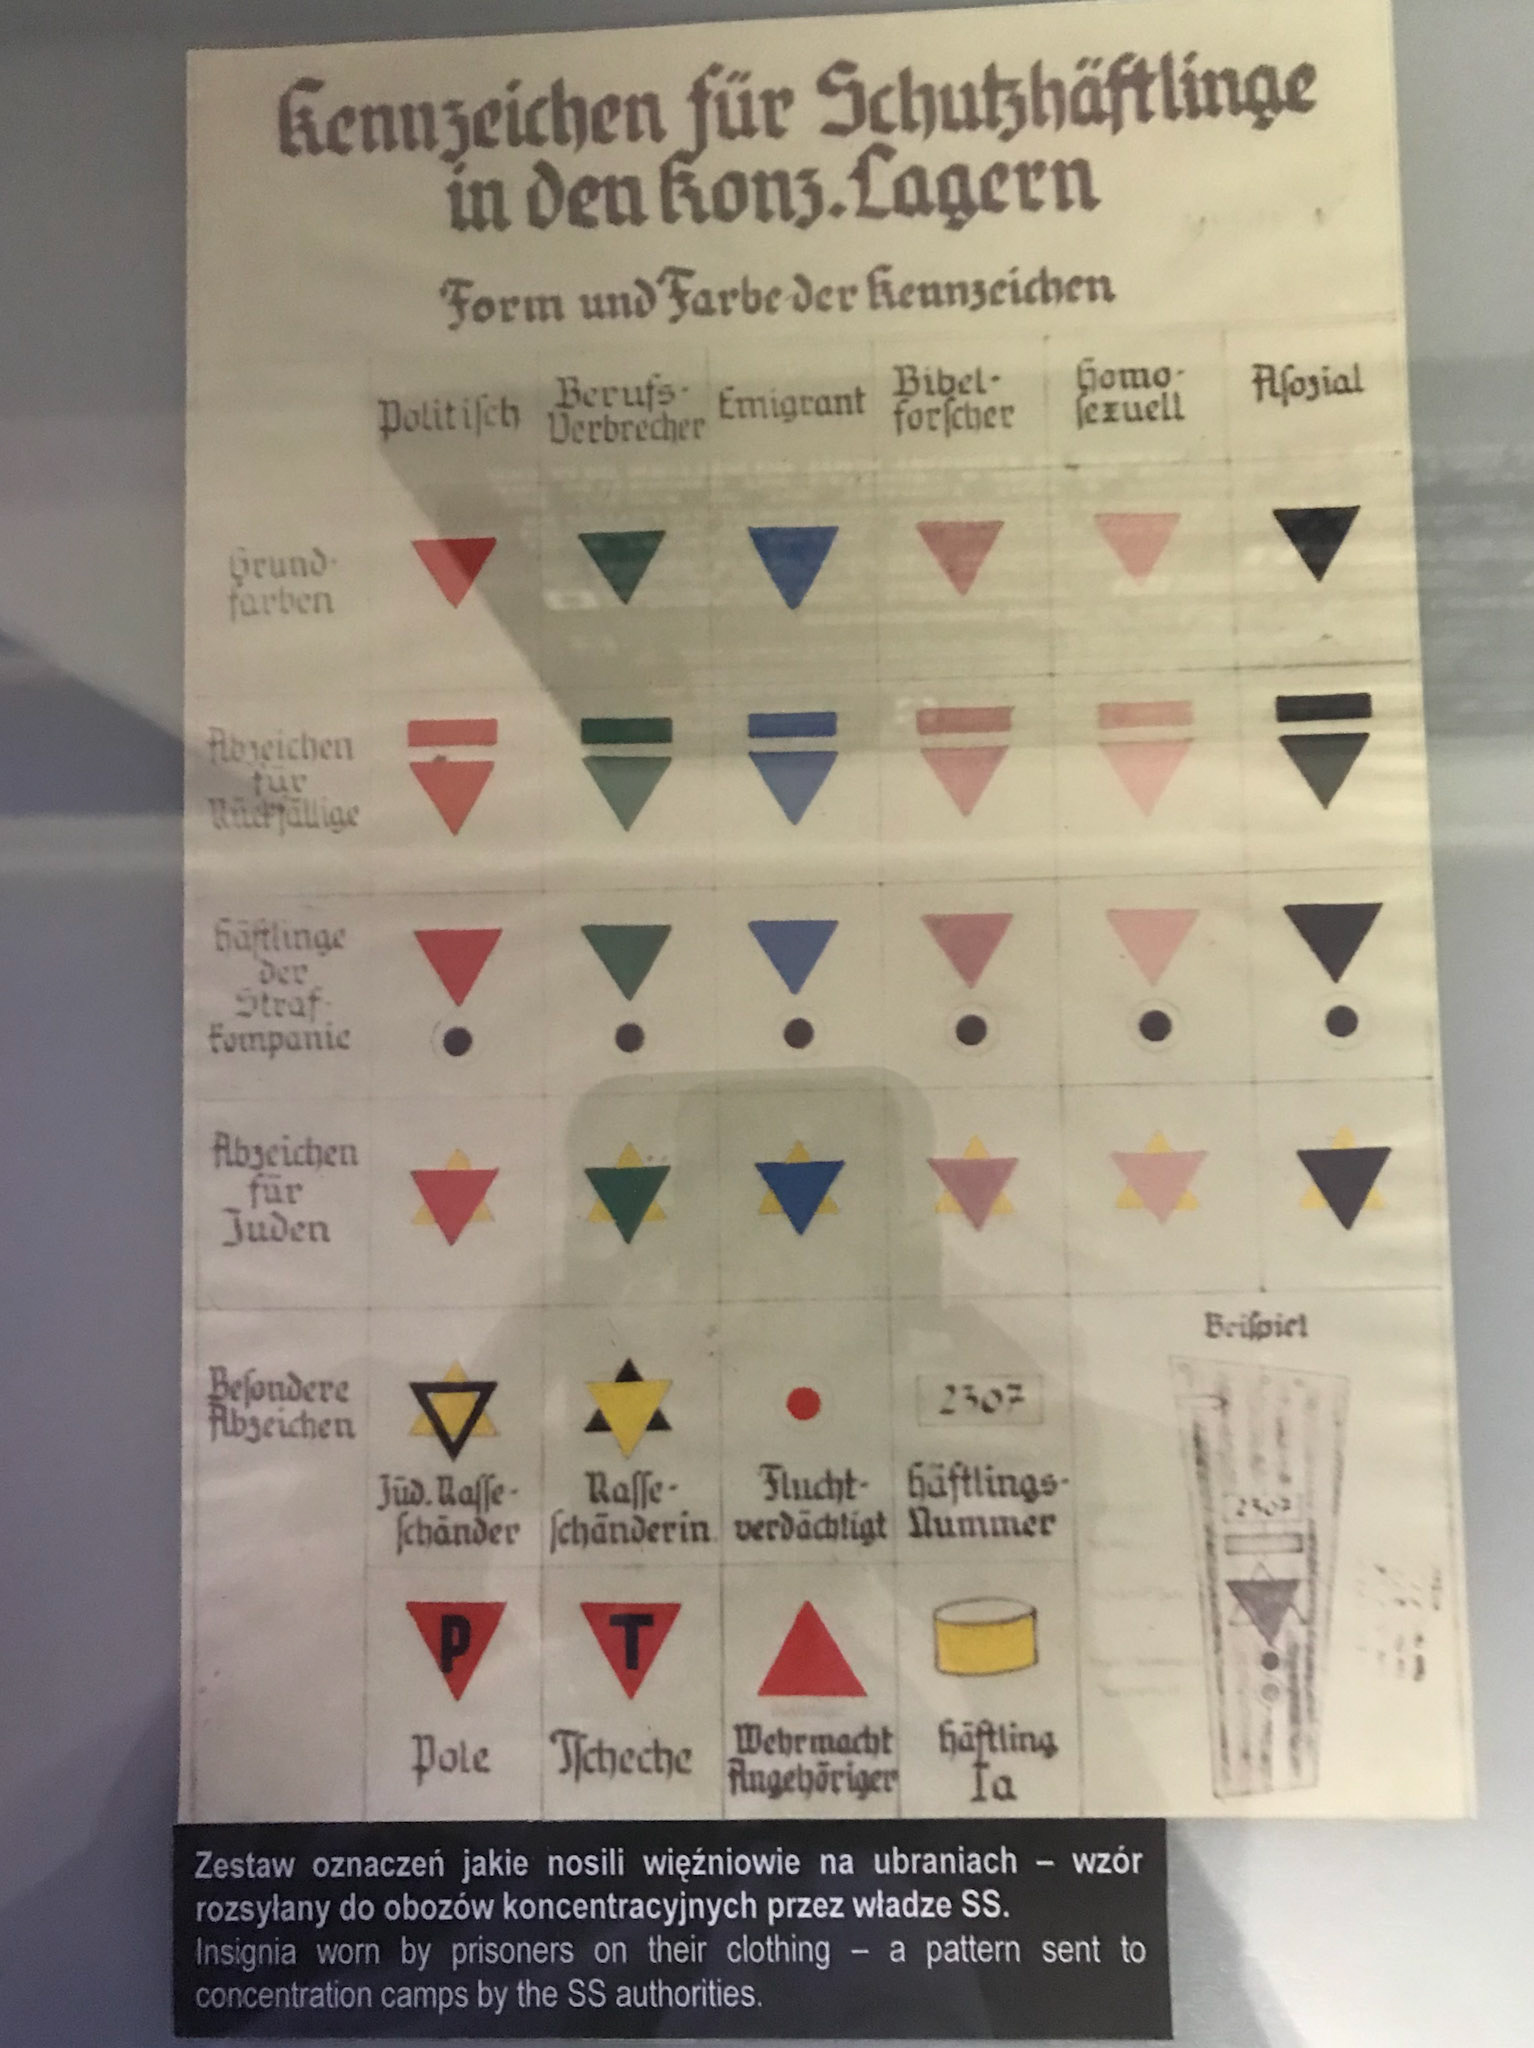 Kennzeichen für Schutzhäftlinge
in den Konz.Lagern
Form und Farbe der Kennzeichen
Politisch
Berufs-
Verbrecher
Emigrant
Bibel-
forscher
Homo-
sexuell
Asozial
Grund-
farben
Abzeichen
für
Rückfällige
Häftlinge
der
Straf-
kompanie
Abzeichen
für
Juden
Besondere
Abzeichen
Jüd. Rasse-
schänder
Rasse-
schänderin
Flucht-
verdächtigt
2307
Häftlings-
Nummer
Beispiel
2307
P
Pole
T
Tscheche
Wehrmacht
Angehöriger
Häftling
Ia
Zestaw oznaczeń jakie nosili więźniowie na ubraniach – wzór
rozsyłany do obozów koncentracyjnych przez władze SS.
Insignia worn by prisoners on their clothing – a pattern sent to
concentration camps by the SS authorities.